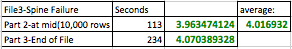 File3-Spine Failure Seconds average:
Part 2-at mid(10,000 rows 113 3.963474124 4.016932
Part 3-End of File 234 4.070389328